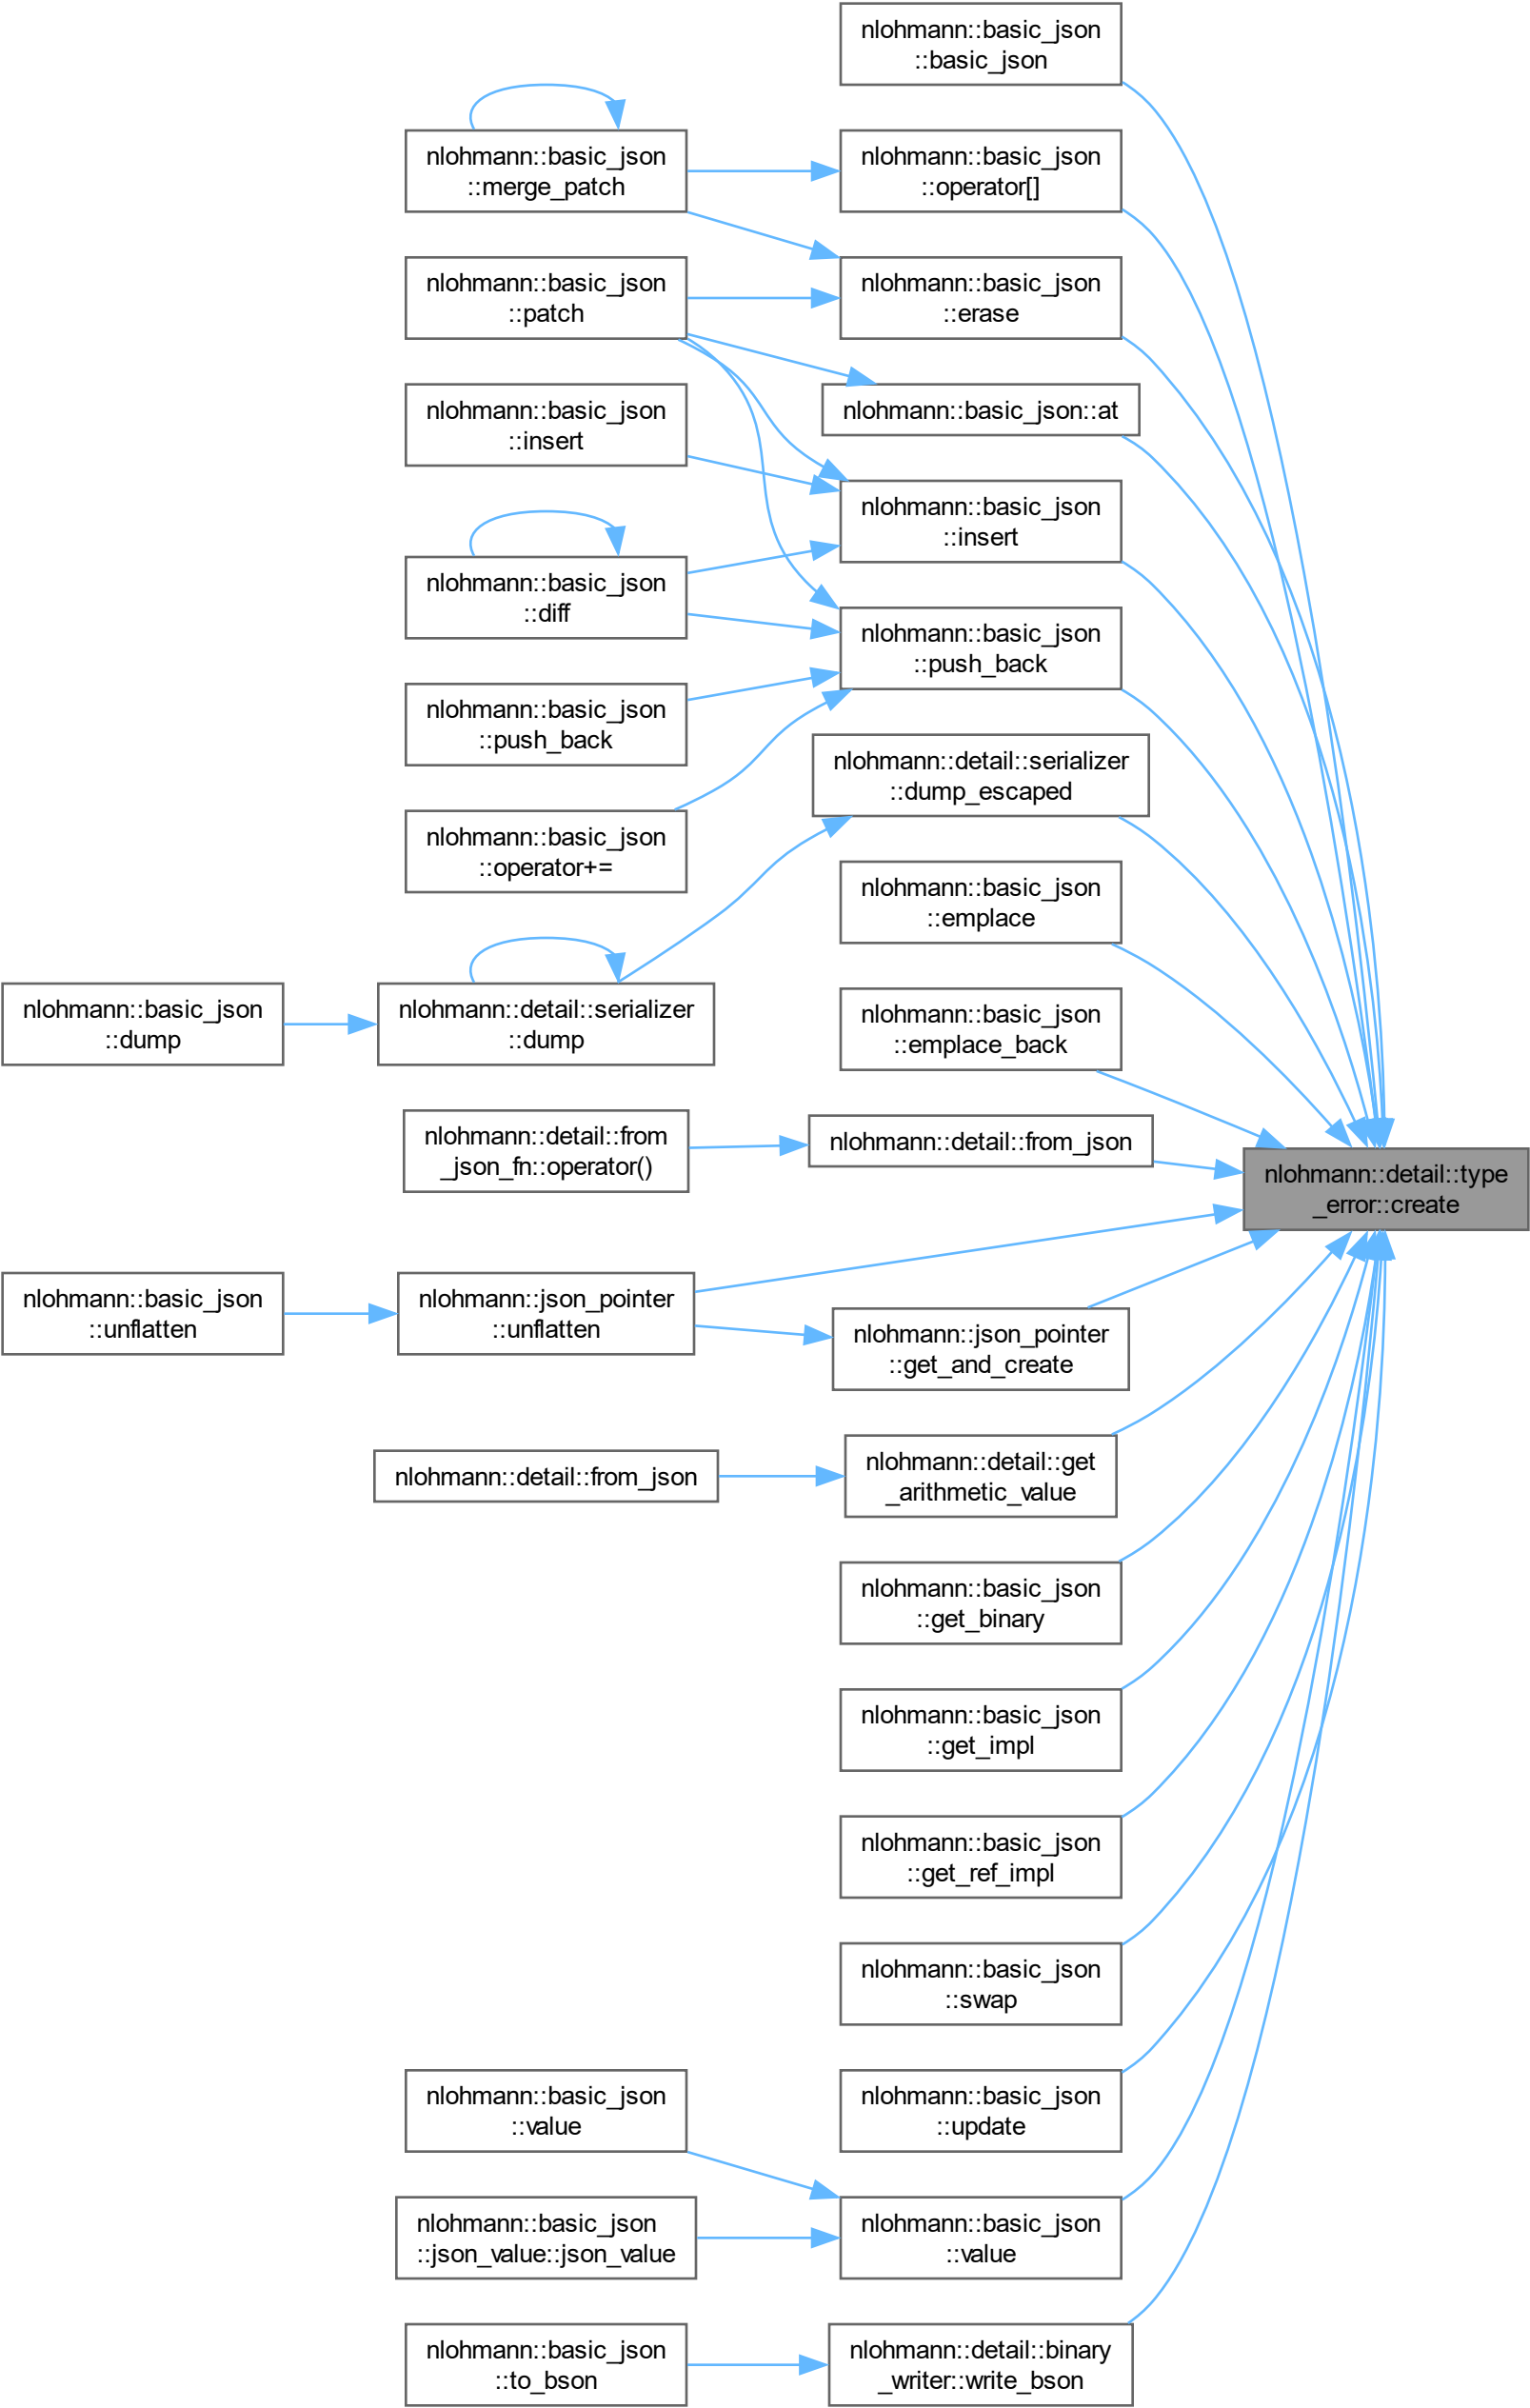 nlohmann::basic_json
::basic_json
nlohmann::basic_json
::merge_patch
nlohmann::basic_json
::operator[]
nlohmann::basic_json
::patch
nlohmann::basic_json
::erase
nlohmann::basic_json
::insert
nlohmann::basic_json::at
nlohmann::basic_json
::insert
nlohmann::basic_json
::diff
nlohmann::basic_json
::push_back
nlohmann::basic_json
::push_back
nlohmann::detail::serializer
::dump_escaped
nlohmann::basic_json
::operator+=
nlohmann::basic_json
::emplace
nlohmann::basic_json
::dump
nlohmann::detail::serializer
::dump
nlohmann::basic_json
::emplace_back
nlohmann::detail::from
_json_fn::operator()
nlohmann::detail::from_json
nlohmann::detail::type
_error::create
nlohmann::basic_json
::unflatten
nlohmann::json_pointer
::unflatten
nlohmann::json_pointer
::get_and_create
nlohmann::detail::from_json
nlohmann::detail::get
_arithmetic_value
nlohmann::basic_json
::get_binary
nlohmann::basic_json
::get_impl
nlohmann::basic_json
::get_ref_impl
nlohmann::basic_json
::swap
nlohmann::basic_json
::value
nlohmann::basic_json
::update
nlohmann::basic_json
::json_value::json_value
nlohmann::basic_json
::value
nlohmann::basic_json
::to_bson
nlohmann::detail::binary
_writer::write_bson